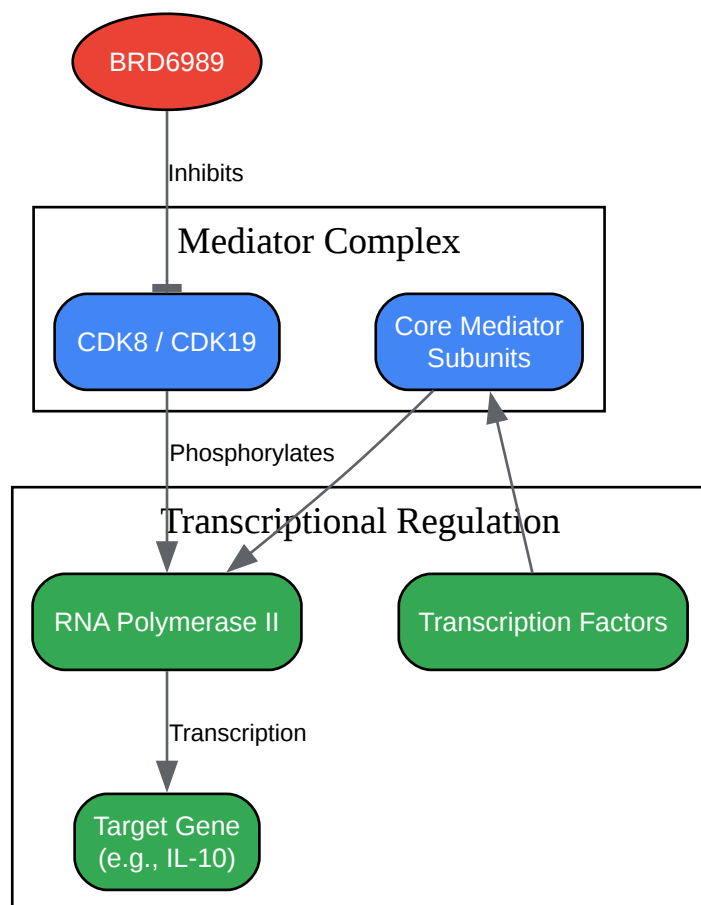 BRD6989
Inhibits
Mediator Complex
CDK8 / CDK19
Core Mediator
Subunits
Phosphorylates
Transcriptional Regulation
RNA Polymerase II
Transcription Factors
Transcription
Target Gene
(e.g., IL-10)